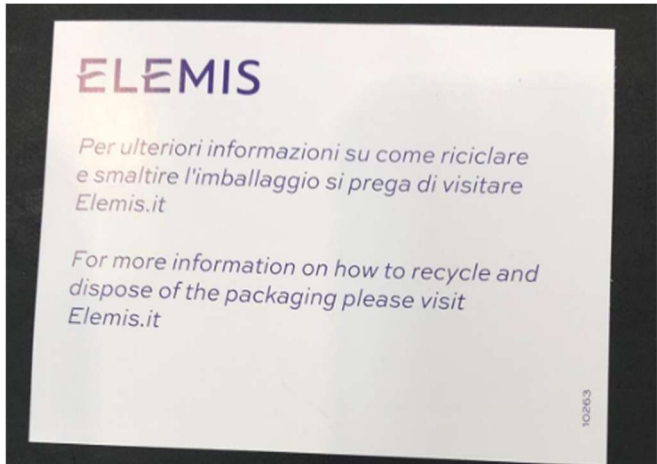 ELEMIS
Per ulteriori informazioni su come riciclare
e smaltire l'imballaggio si prega di visitare
Elemis.it
For more information on how to recycle and
dispose of the packaging please visit
Elemis.it
10263